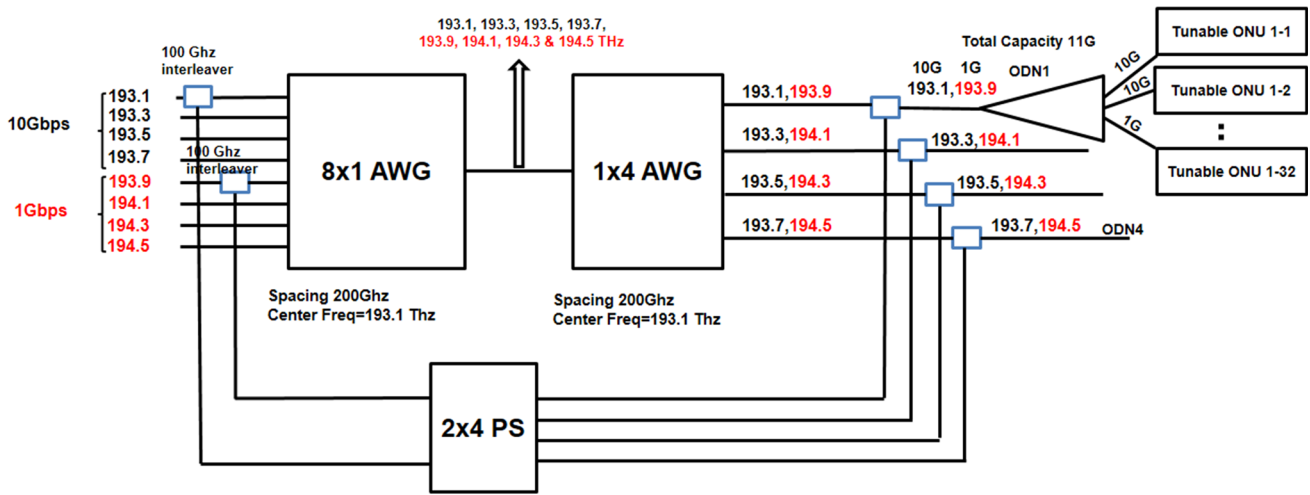 193.1, 193.3, 193.5, 193.7,
193.9, 194.1, 194.3 & 194.5 THz
100 Ghz
interleaver
10Gbps
193.1
193.3
193.5
193.7
100 Ghz
interleaver
1Gbps
193.9
194.1
194.3
194.5
8x1 AWG
Spacing 200Ghz
Center Freq=193.1 Thz
1x4 AWG
Spacing 200Ghz
Center Freq=193.1 Thz
193.1,193.9
193.3,194.1
193.5,194.3
193.7,194.5
Total Capacity 11G
10G 1G ODN1
193.1,193.9
193.3,194.1
193.5,194.3
193.7,194.5
ODN4
10G
10G
1G
Tunable ONU 1-1
Tunable ONU 1-2
:
Tunable ONU 1-32
2x4 PS